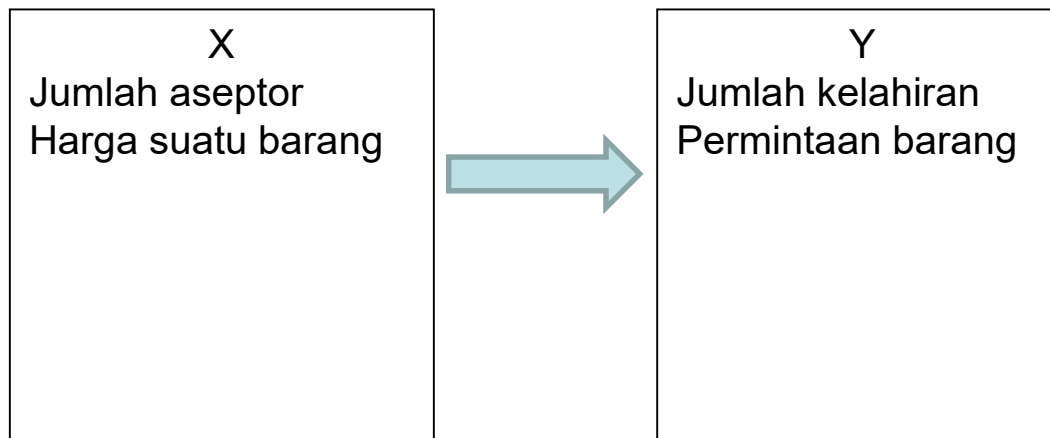 X
Jumlah aseptor
Harga suatu barang
Y
Jumlah kelahiran
Permintaan barang